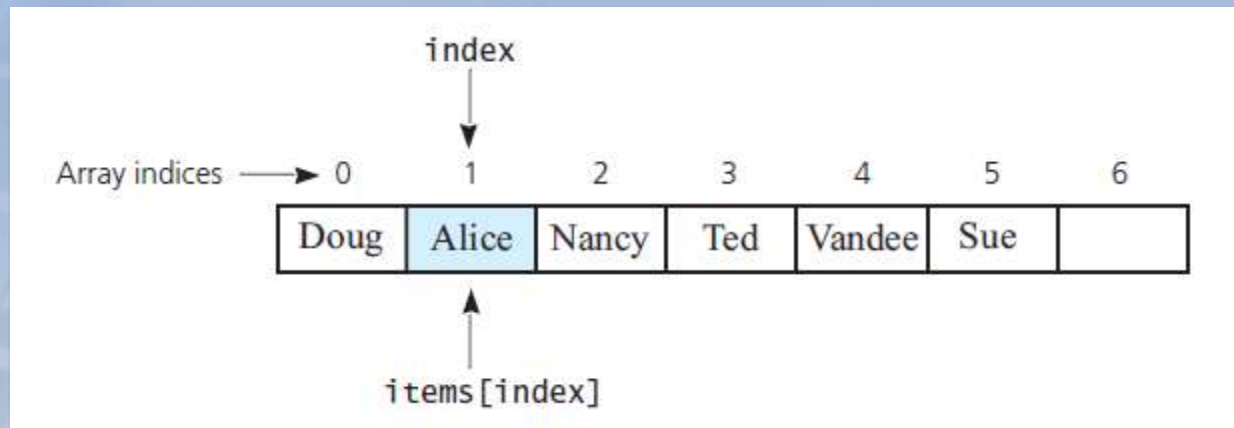 index
Array indices 0 1 2 3 4 5 6
Doug Alice Nancy Ted Vandee Sue
items[index]